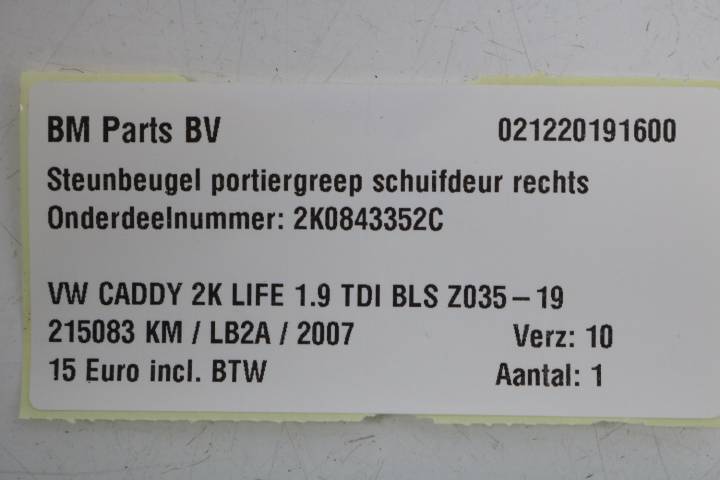 BM Parts BV 021220191600
Steunbeugel portiergreep schuifdeur rechts
Onderdeelnummer: 2K0843352C
VW CADDY 2K LIFE 1.9 TDI BLS Z035 – 19
215083 KM / LB2A / 2007 Verz: 10
15 Euro incl. BTW Aantal: 1